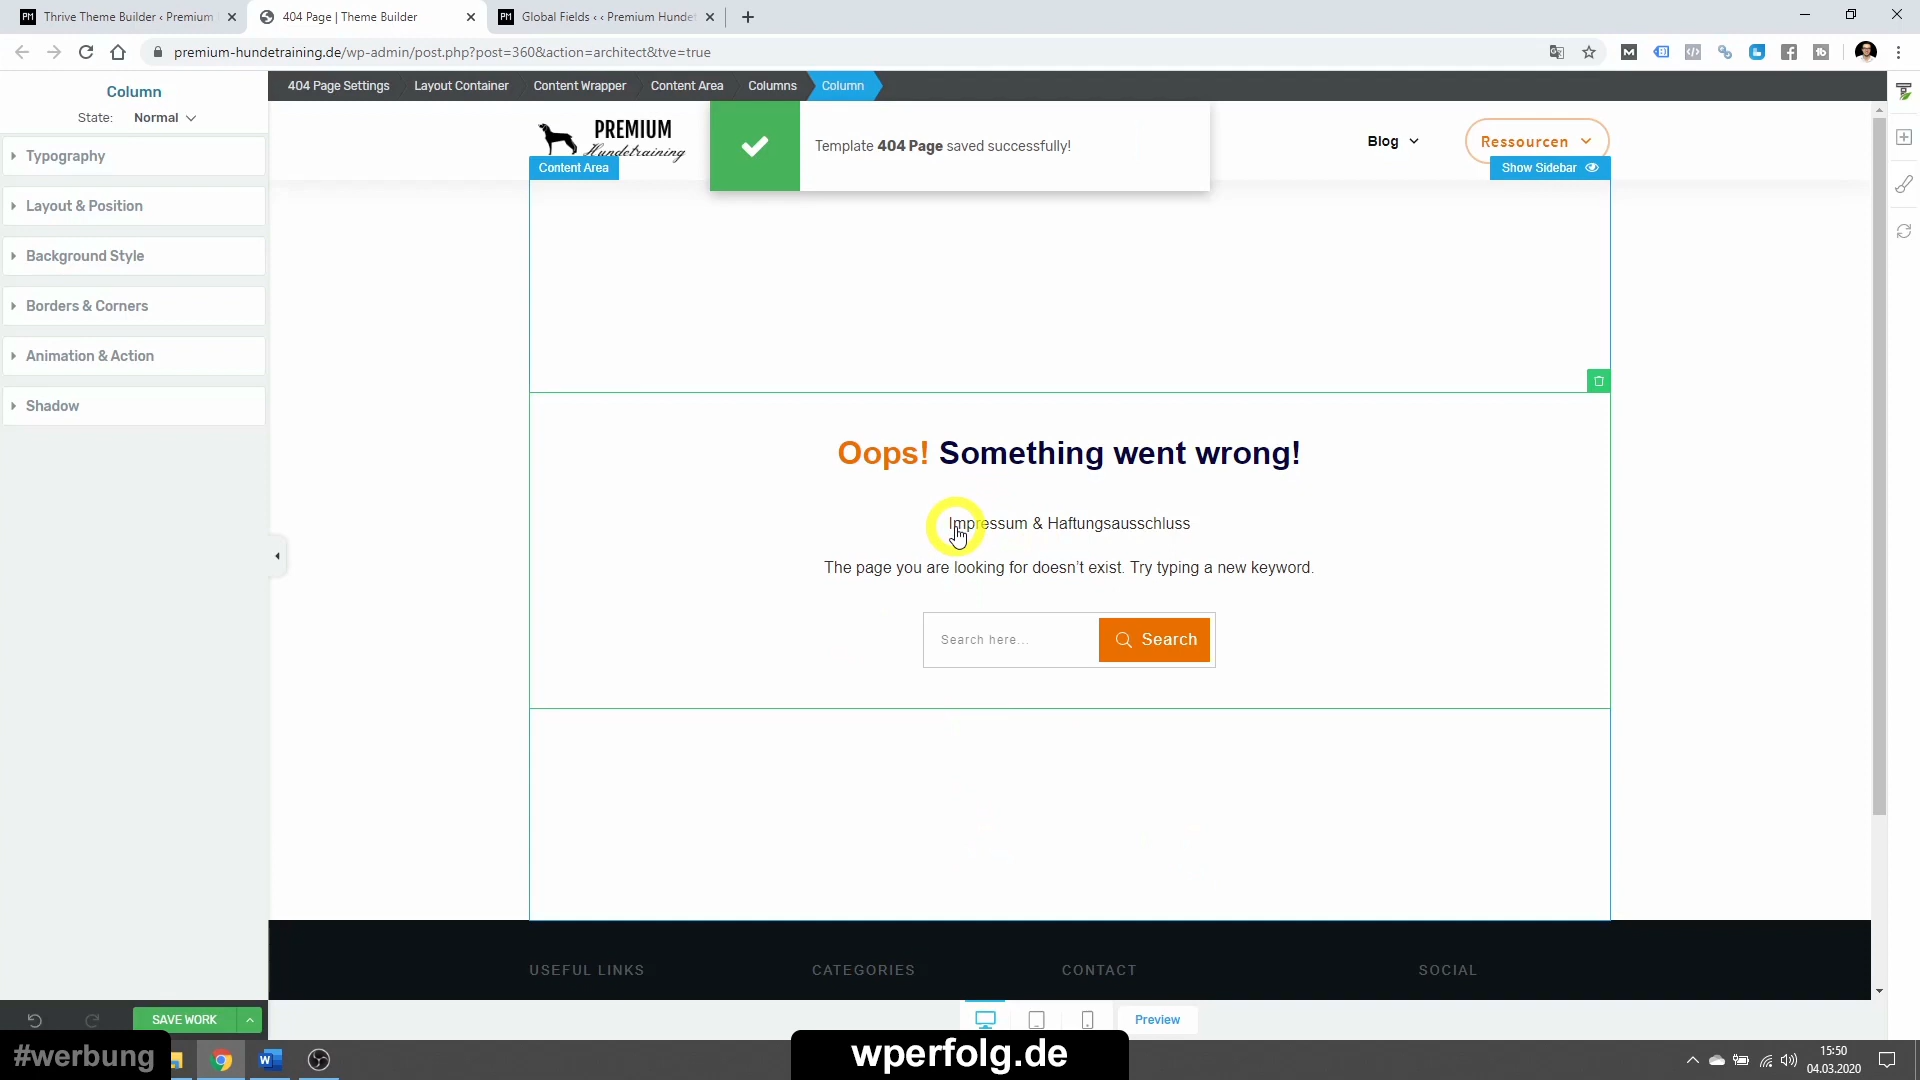 Thrive Theme Builder ‹ Premium
404 Page | Theme Builder
Global Fields ‹ ‹ Premium Hunde
premium-hundetraining.de/wp-admin/post.php?post=360&action=architect&tve=true
Column
State: Normal
Typography
Layout & Position
Background Style
Borders & Corners
Animation & Action
Shadow
404 Page Settings
Layout Container
Content Wrapper
Content Area
Columns
Column
PREMIUM
Hundetraining
Template 404 Page saved successfully!
Blog
Ressourcen
Content Area
Show Sidebar
Oops! Something went wrong!
Impressum & Haftungsausschluss
The page you are looking for doesn't exist. Try typing a new keyword.
Search here...
Search
USEFUL LINKS
CATEGORIES
CONTACT
SOCIAL
SAVE WORK
Preview
#werbung
wperfolg.de
15:50
04.03.2020